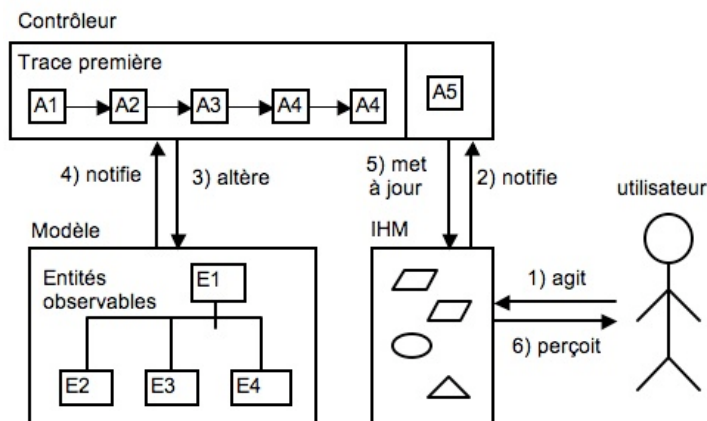 Contrôleur
Trace première
A1 A2 A3 A4 A4
A5
4) notifie
3) altère
5) met
à jour
2) notifie
utilisateur
Modèle
IHM
Entités
observables
E1
E2 E3 E4
1) agit
6) perçoit